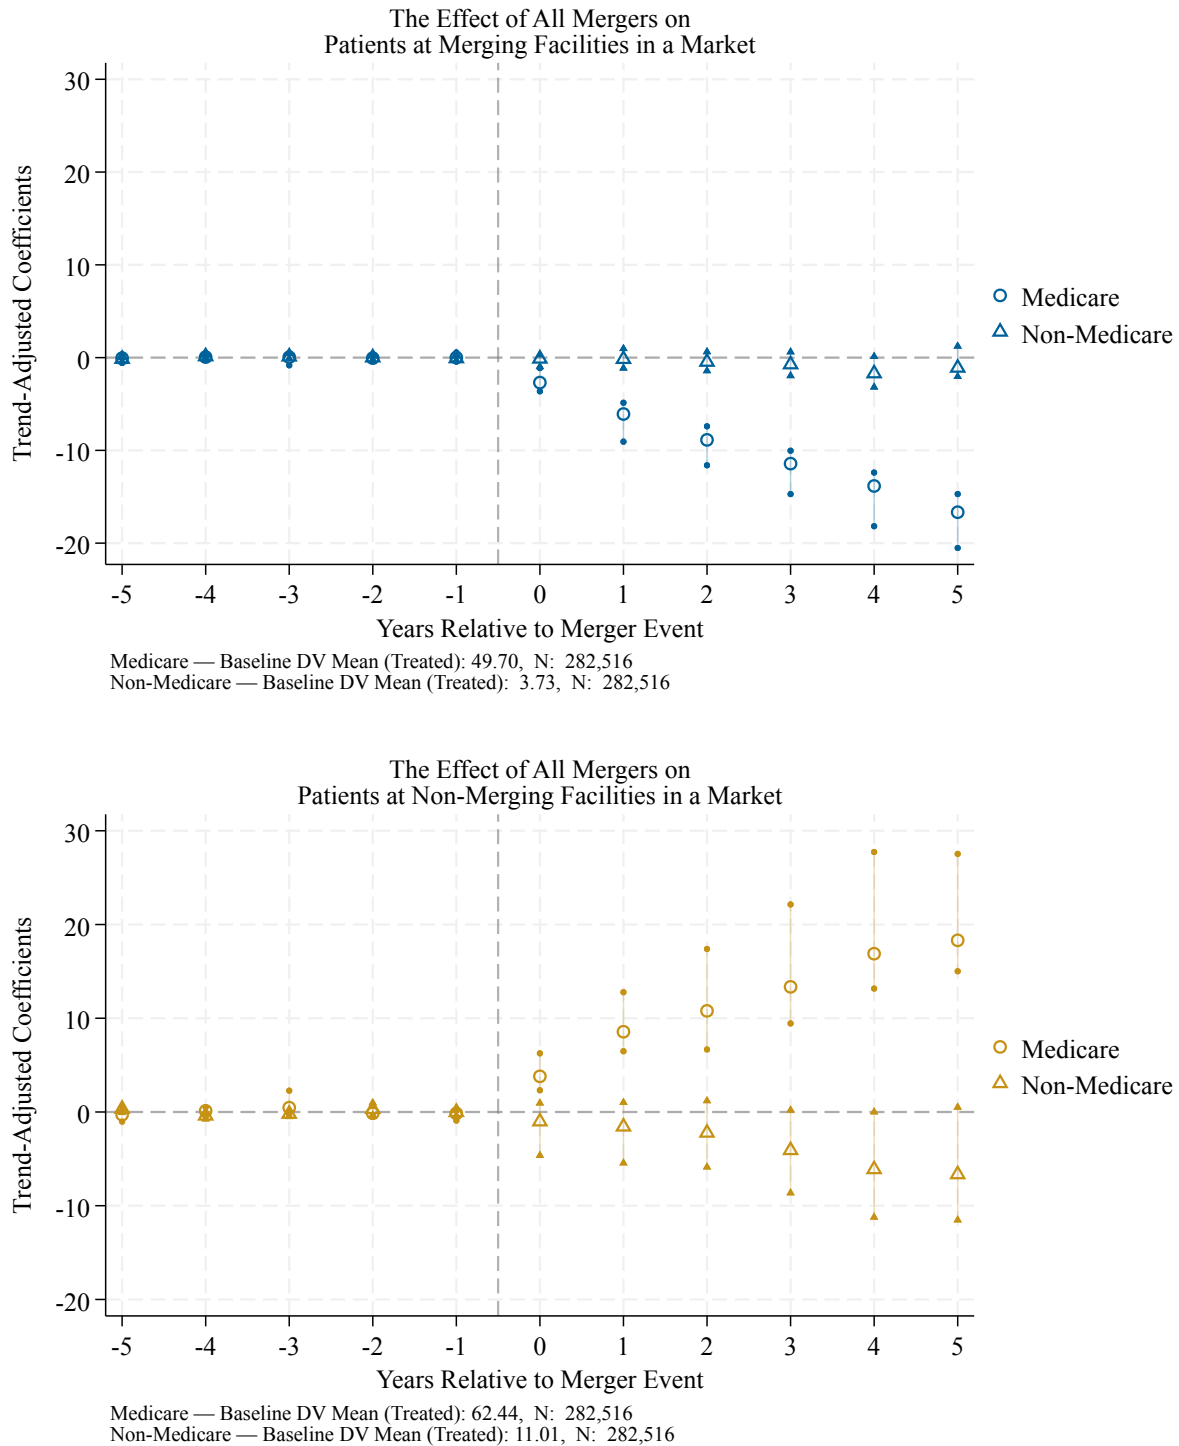 The Effect of All Mergers on
Patients at Merging Facilities in a Market
Trend-Adjusted Coefficients
30
20
10
0
-10
-20
-5 -4 -3 -2 -1 0 1 2 3 4 5
Years Relative to Merger Event
Medicare
Non-Medicare
Medicare — Baseline DV Mean (Treated): 49.70, N: 282,516
Non-Medicare — Baseline DV Mean (Treated): 3.73, N: 282,516
The Effect of All Mergers on
Patients at Non-Merging Facilities in a Market
Trend-Adjusted Coefficients
30
20
10
0
-10
-20
-5 -4 -3 -2 -1 0 1 2 3 4 5
Years Relative to Merger Event
Medicare
Non-Medicare
Medicare — Baseline DV Mean (Treated): 62.44, N: 282,516
Non-Medicare — Baseline DV Mean (Treated): 11.01, N: 282,516